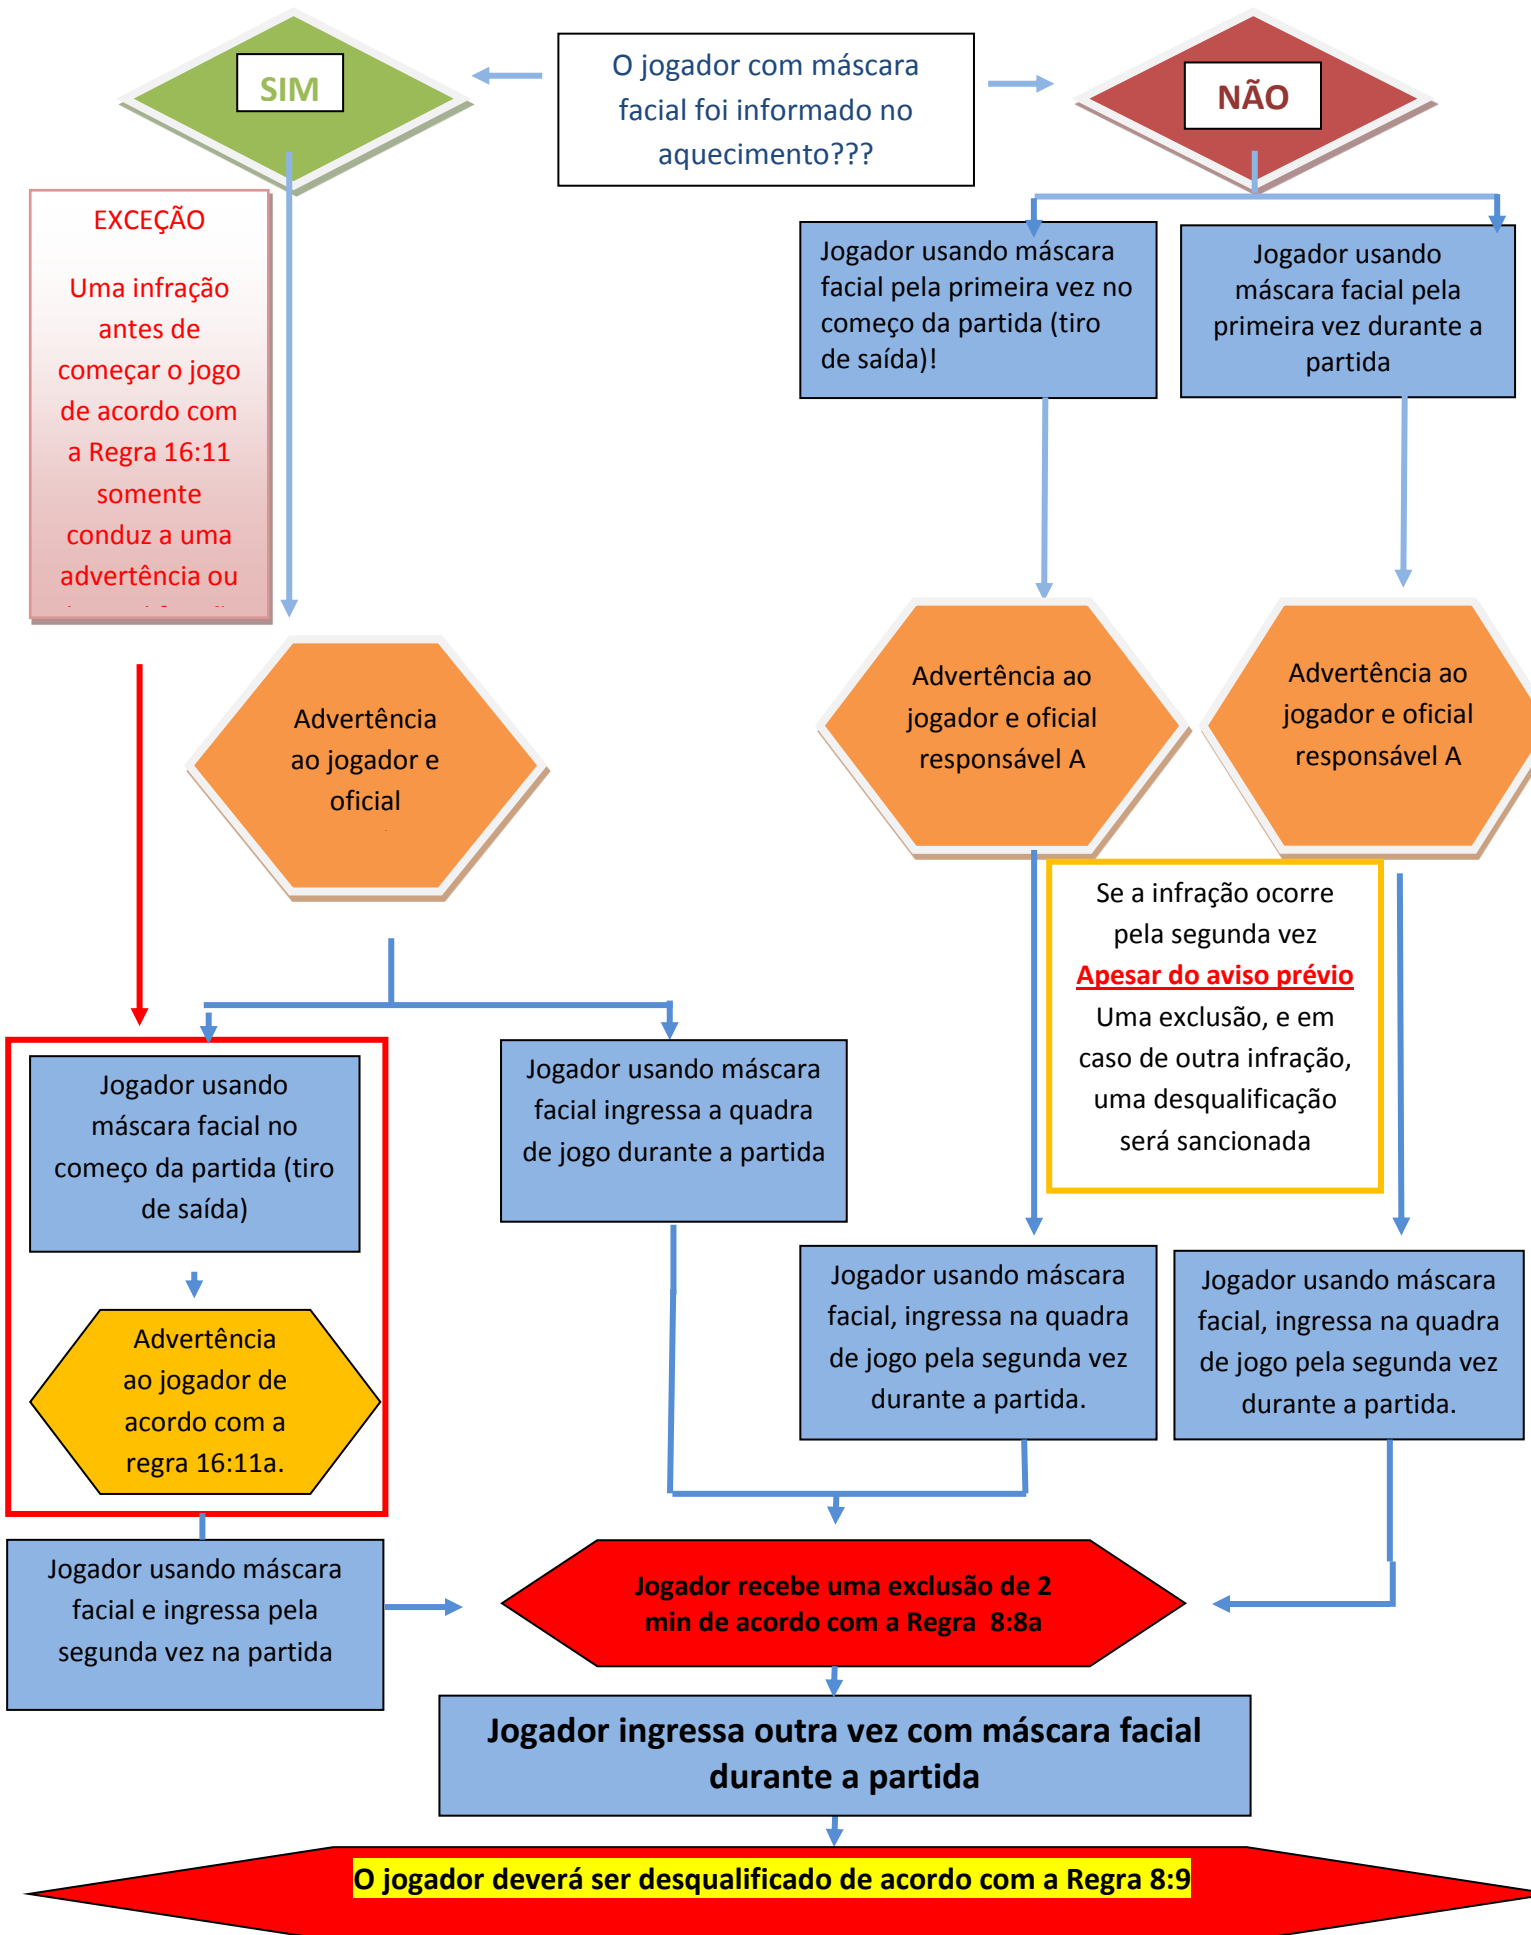 O jogador com máscara
facial foi informado no
aquecimento???
SIM
NÃO
EXCEÇÃO
Uma infração
antes de
começar o jogo
de acordo com
a Regra 16:11
somente
conduz a uma
advertência ou
Jogador usando máscara
facial pela primeira vez no
começo da partida (tiro
de saída)!
Jogador usando
máscara facial pela
primeira vez durante a
partida
Advertência
ao jogador e
oficial
Advertência ao
jogador e oficial
responsável A
Advertência ao
jogador e oficial
responsável A
Se a infração ocorre
pela segunda vez
Apesar do aviso prévio
Uma exclusão, e em
caso de outra infração,
uma desqualificação
será sancionada
Jogador usando
máscara facial no
começo da partida (tiro
de saída)
Jogador usando máscara
facial ingressa a quadra
de jogo durante a partida
Advertência
ao jogador de
acordo com a
regra 16:11a.
Jogador usando máscara
facial, ingressa na quadra
de jogo pela segunda vez
durante a partida.
Jogador usando máscara
facial, ingressa na quadra
de jogo pela segunda vez
durante a partida.
Jogador usando máscara
facial e ingressa pela
segunda vez na partida
Jogador recebe uma exclusão de 2
min de acordo com a Regra 8:8a
Jogador ingressa outra vez com máscara facial
durante a partida
O jogador deverá ser desqualificado de acordo com a Regra 8:9